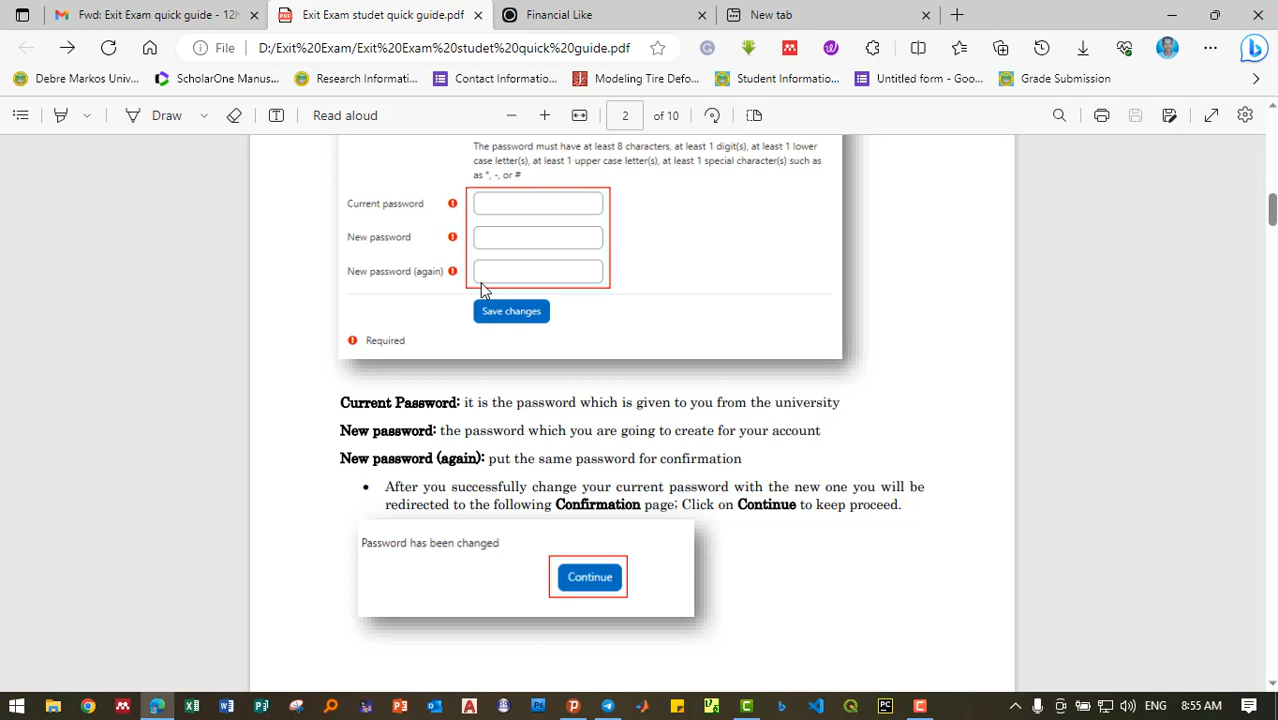 Fwd: Exit Exam quick guide - 12h
Exit Exam studet quick guide.pdf
Financial Like
New tab
File
D:/Exit%20Exam/Exit%20Exam%20studet%20quick%20guide.pdf
Debre Markos Univ...
ScholarOne Manus...
Research Informati...
Contact Informatio...
Modeling Tire Defo...
Student Informatio...
Untitled form - Goo...
Grade Submission
Draw
Read aloud
2
of 10
The password must have at least 8 characters, at least 1 digit(s), at least 1 lower
case letter(s), at least 1 upper case letter(s), at least 1 special character(s) such as
as *, -, or #
Current password
New password
New password (again)
Save changes
Required
Current Password: it is the password which is given to you from the university
New password: the password which you are going to create for your account
New password (again): put the same password for confirmation
• After you successfully change your current password with the new one you will be
redirected to the following Confirmation page; Click on Continue to keep proceed.
Password has been changed
Continue
ENG
8:55 AM